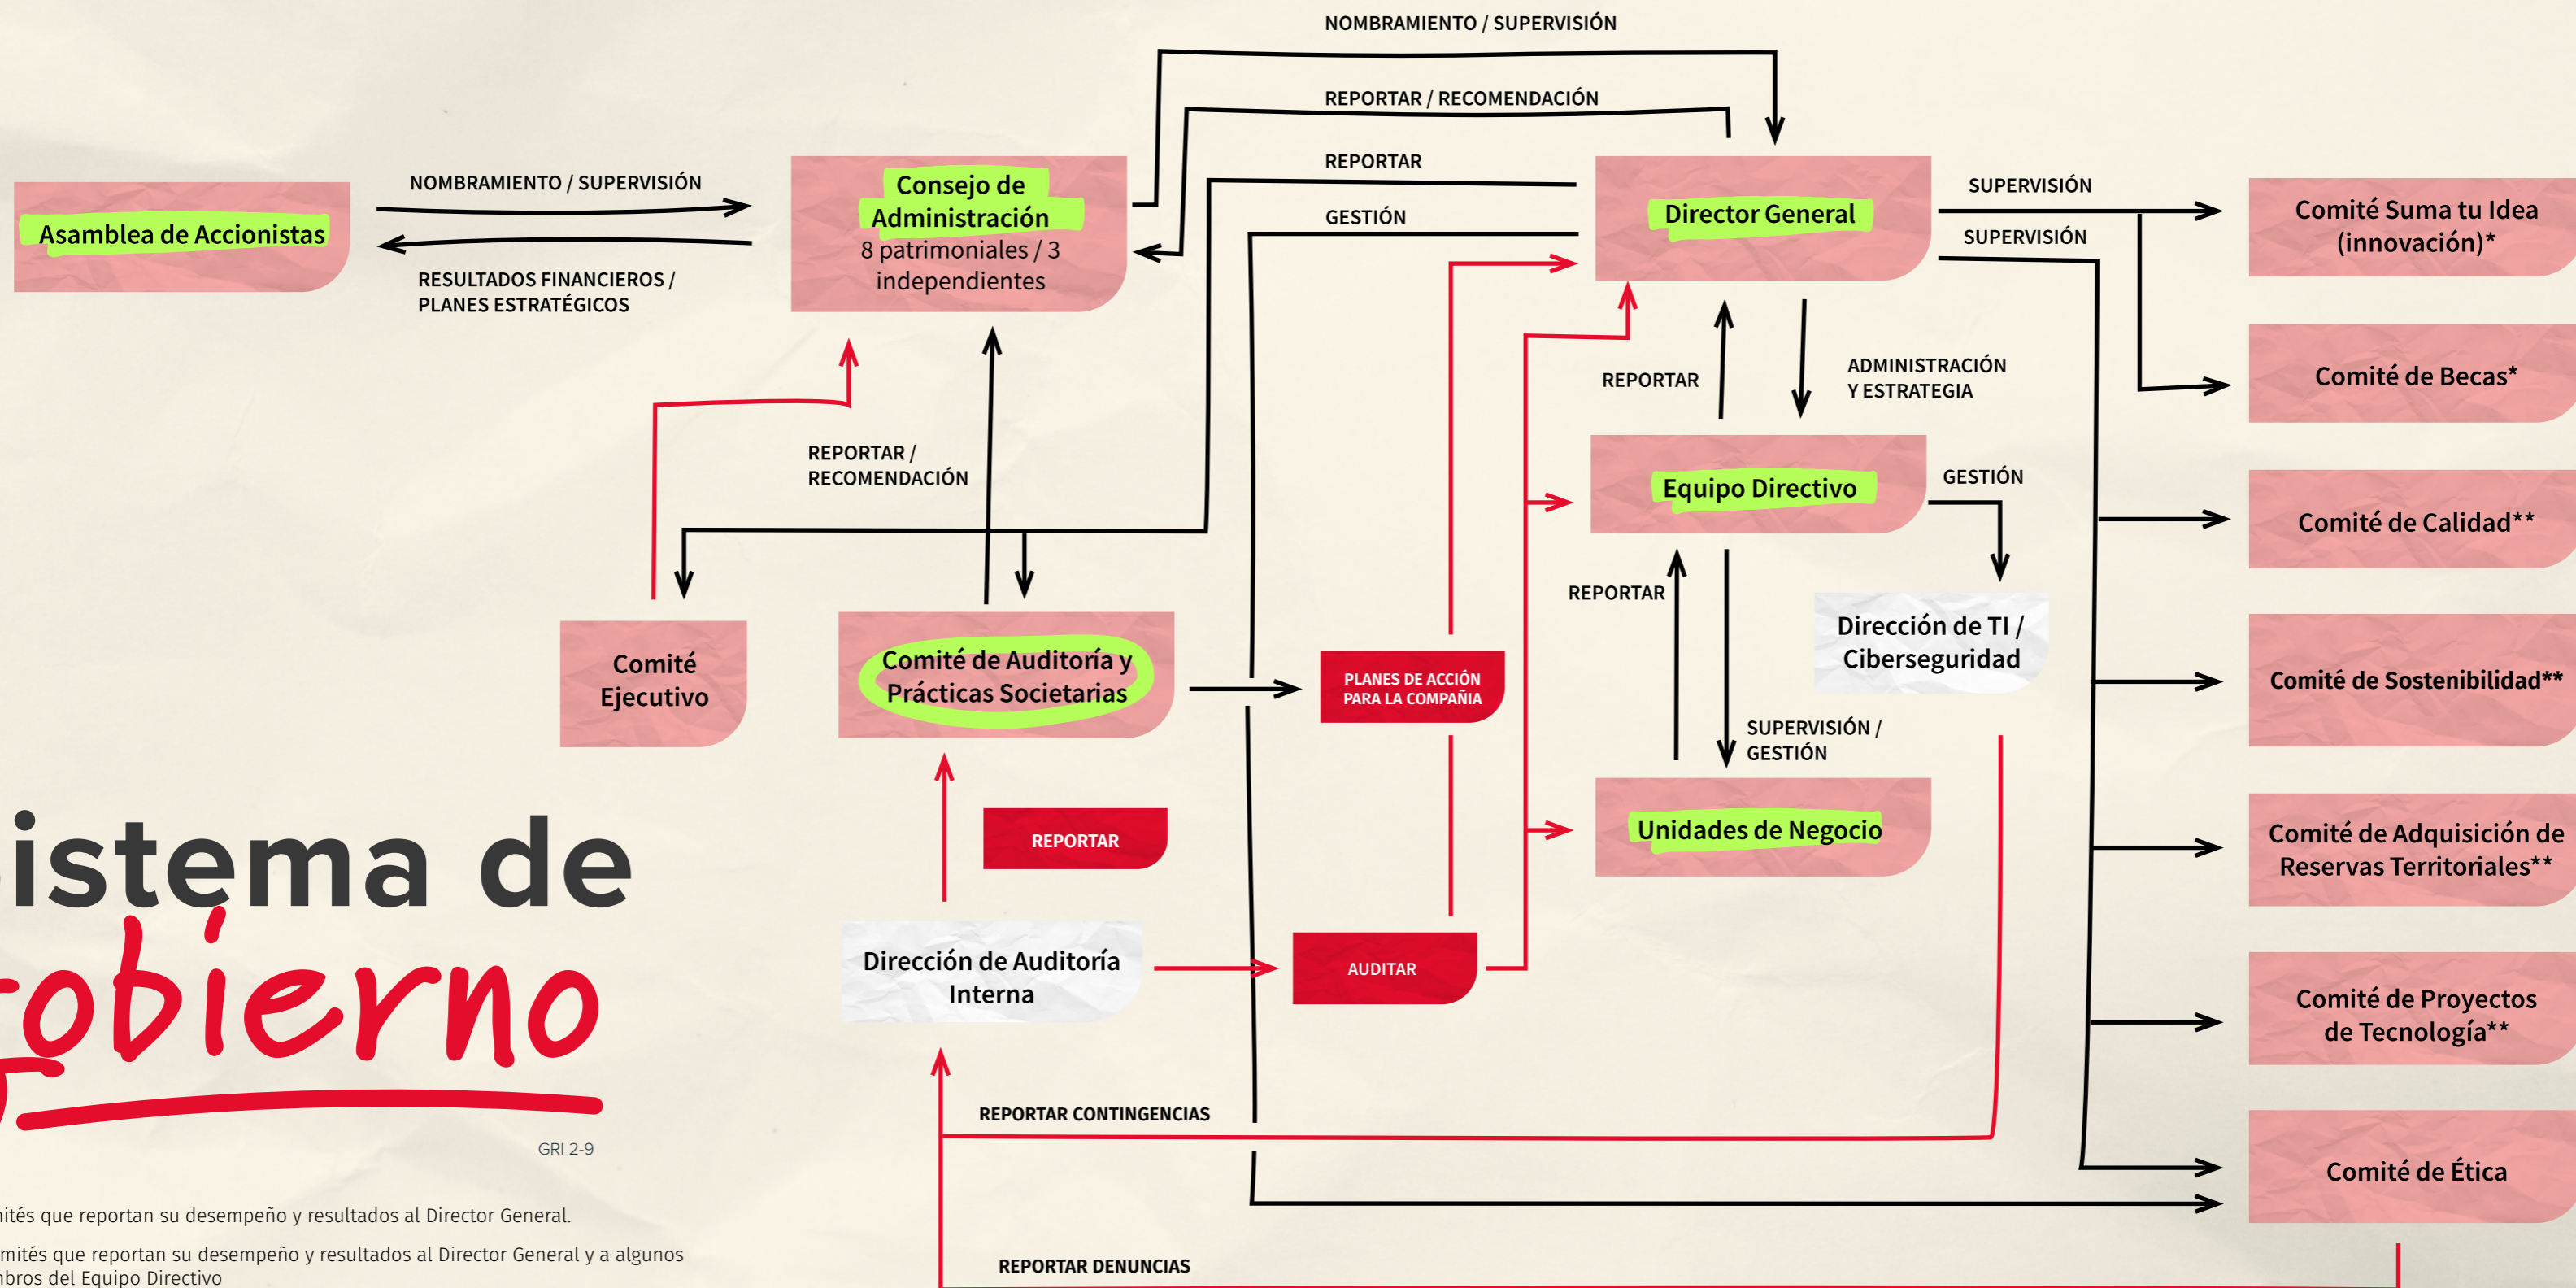 NOMBRAMIENTO / SUPERVISIÓN
REPORTAR / RECOMENDACIÓN
REPORTAR
GESTIÓN
NOMBRAMIENTO / SUPERVISIÓN
Asamblea de Accionistas
RESULTADOS FINANCIEROS /
PLANES ESTRATÉGICOS
Consejo de
Administración
8 patrimoniales / 3
independientes
Director General
SUPERVISIÓN
SUPERVISIÓN
Comité Suma tu Idea
(innovación)*
Comité de Becas*
REPORTAR
ADMINISTRACIÓN
Y ESTRATEGIA
REPORTAR /
RECOMENDACIÓN
Equipo Directivo
GESTIÓN
Comité de Calidad**
REPORTAR
Dirección de TI /
Ciberseguridad
Comité
Ejecutivo
Comité de Auditoría y
Prácticas Societarias
PLANES DE ACCIÓN
PARA LA COMPAÑIA
Comité de Sostenibilidad**
SUPERVISIÓN /
GESTIÓN
REPORTAR
Unidades de Negocio
Comité de Adquisición de
Reservas Territoriales**
Sistema de
gobierno
Dirección de Auditoría
Interna
AUDITAR
Comité de Proyectos
de Tecnología**
REPORTAR CONTINGENCIAS
GRI 2-9
Comité de Ética
que reportan su desempeño y resultados al Director General.
que reportan su desempeño y resultados al Director General y a algunos
del Equipo Directivo
REPORTAR DENUNCIAS